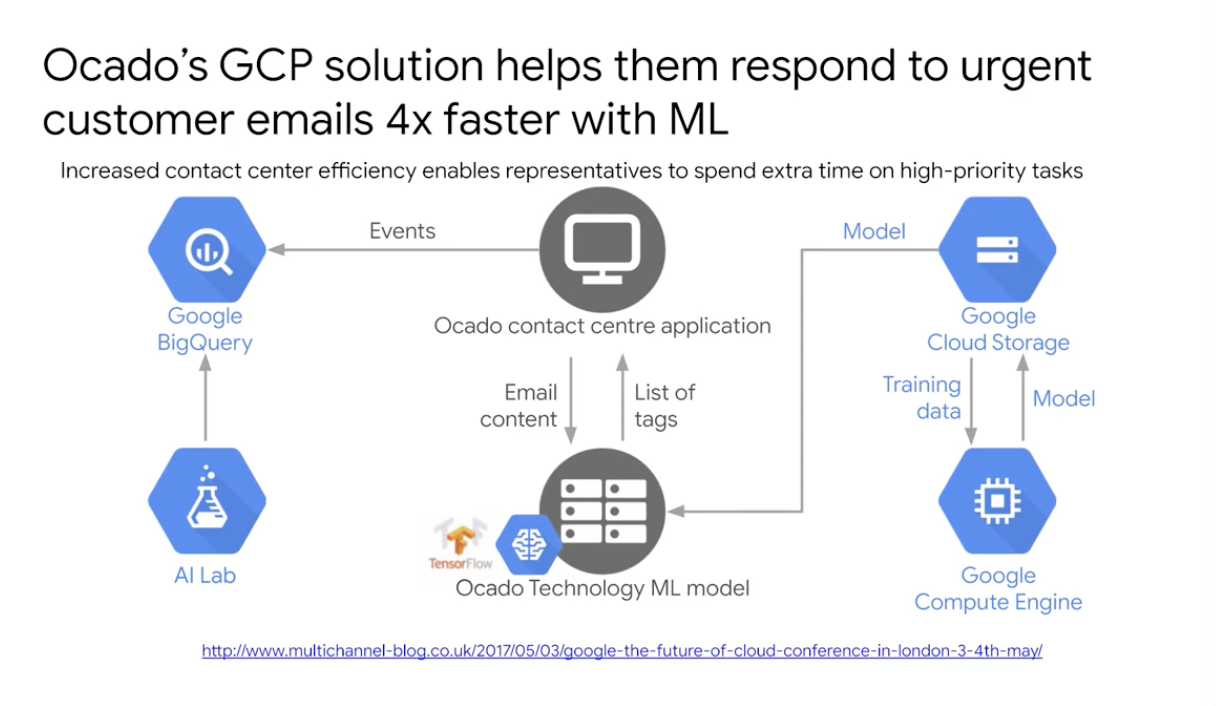 Ocado’s GCP solution helps them respond to urgent
customer emails 4x faster with ML
Increased contact center efficiency enables representatives to spend extra time on high-priority tasks
Events
Model
Google
BigQuery
Ocado contact centre application
Google
Cloud Storage
Email
content
List of
tags
Training
data
Model
AI Lab
TensorFlow
Ocado Technology ML model
Google
Compute Engine
http://www.multichannel-blog.co.uk/2017/05/03/google-the-future-of-cloud-conference-in-london-3-4th-may/